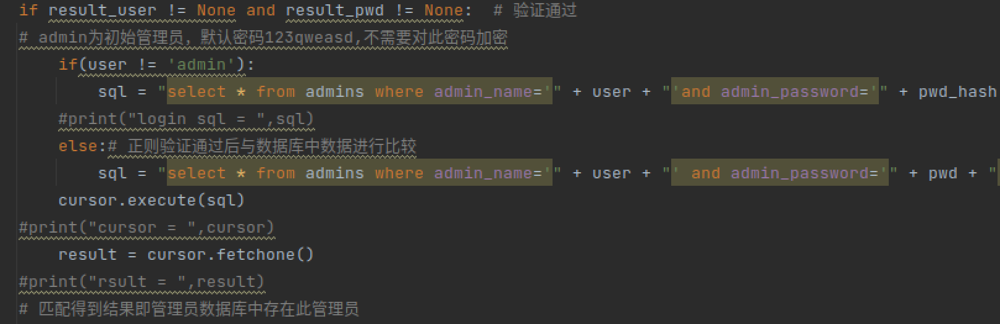 if result_user != None and result_pwd != None:  # 验证通过
# admin为初始管理员，默认密码123qweasd,不需要对此密码加密
if(user != 'admin'):
sql = "select * from admins where admin_name='" + user + "'and admin_password='" + pwd_hash
#print("login sql = ",sql)
else:# 正则验证通过后与数据库中数据进行比较
sql = "select * from admins where admin_name='" + user + "' and admin_password='" + pwd + "
cursor.execute(sql)
#print("cursor = ",cursor)
result = cursor.fetchone()
#print("rsult = ",result)
# 匹配得到结果即管理员数据库中存在此管理员